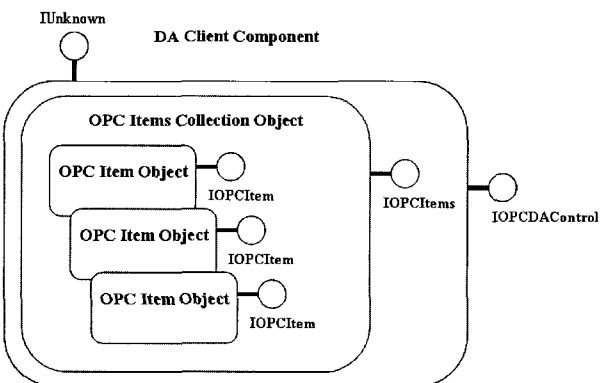 IUnknown
DA Client Component
OPC Items Collection Object
OPC Item Object
IOPCItem
IOPCItems
IOPCDAControl
OPC Item Object
IOPCItem
OPC Item Object
IOPCItem